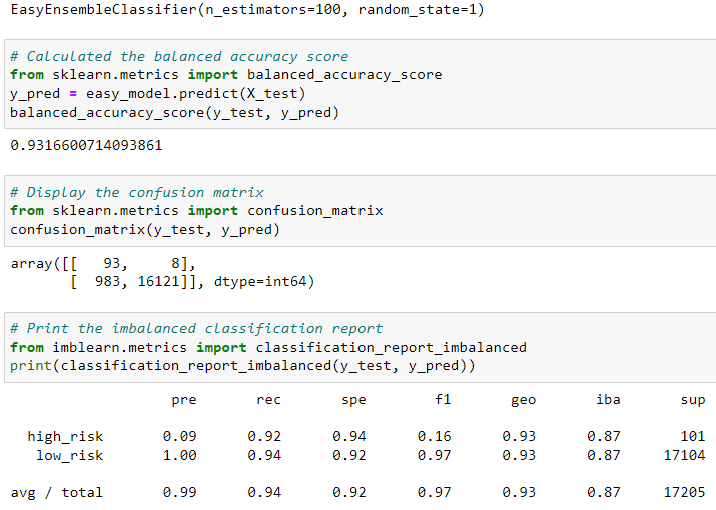 EasyEnsembleClassifier(n_estimators=100, random_state=1)
# Calculated the balanced accuracy score
from sklearn.metrics import balanced_accuracy_score
y_pred = easy_model.predict(X_test)
balanced_accuracy_score(y_test, y_pred)
0.9316600714093861
# Display the confusion matrix
from sklearn.metrics import confusion_matrix
confusion_matrix(y_test, y_pred)
array([[   93,     8],
       [  983, 16121]], dtype=int64)
# Print the imbalanced classification report
from imblearn.metrics import classification_report_imbalanced
print(classification_report_imbalanced(y_test, y_pred))
pre rec spe f1 geo iba sup
high_risk 0.09 0.92 0.94 0.16 0.93 0.87 101
low_risk 1.00 0.94 0.92 0.97 0.93 0.87 17104
avg / total 0.99 0.94 0.92 0.97 0.93 0.87 17205